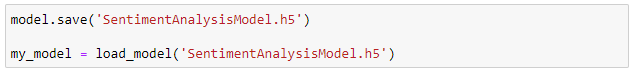 model.save('SentimentAnalysisModel.h5')
my_model = load_model('SentimentAnalysisModel.h5')